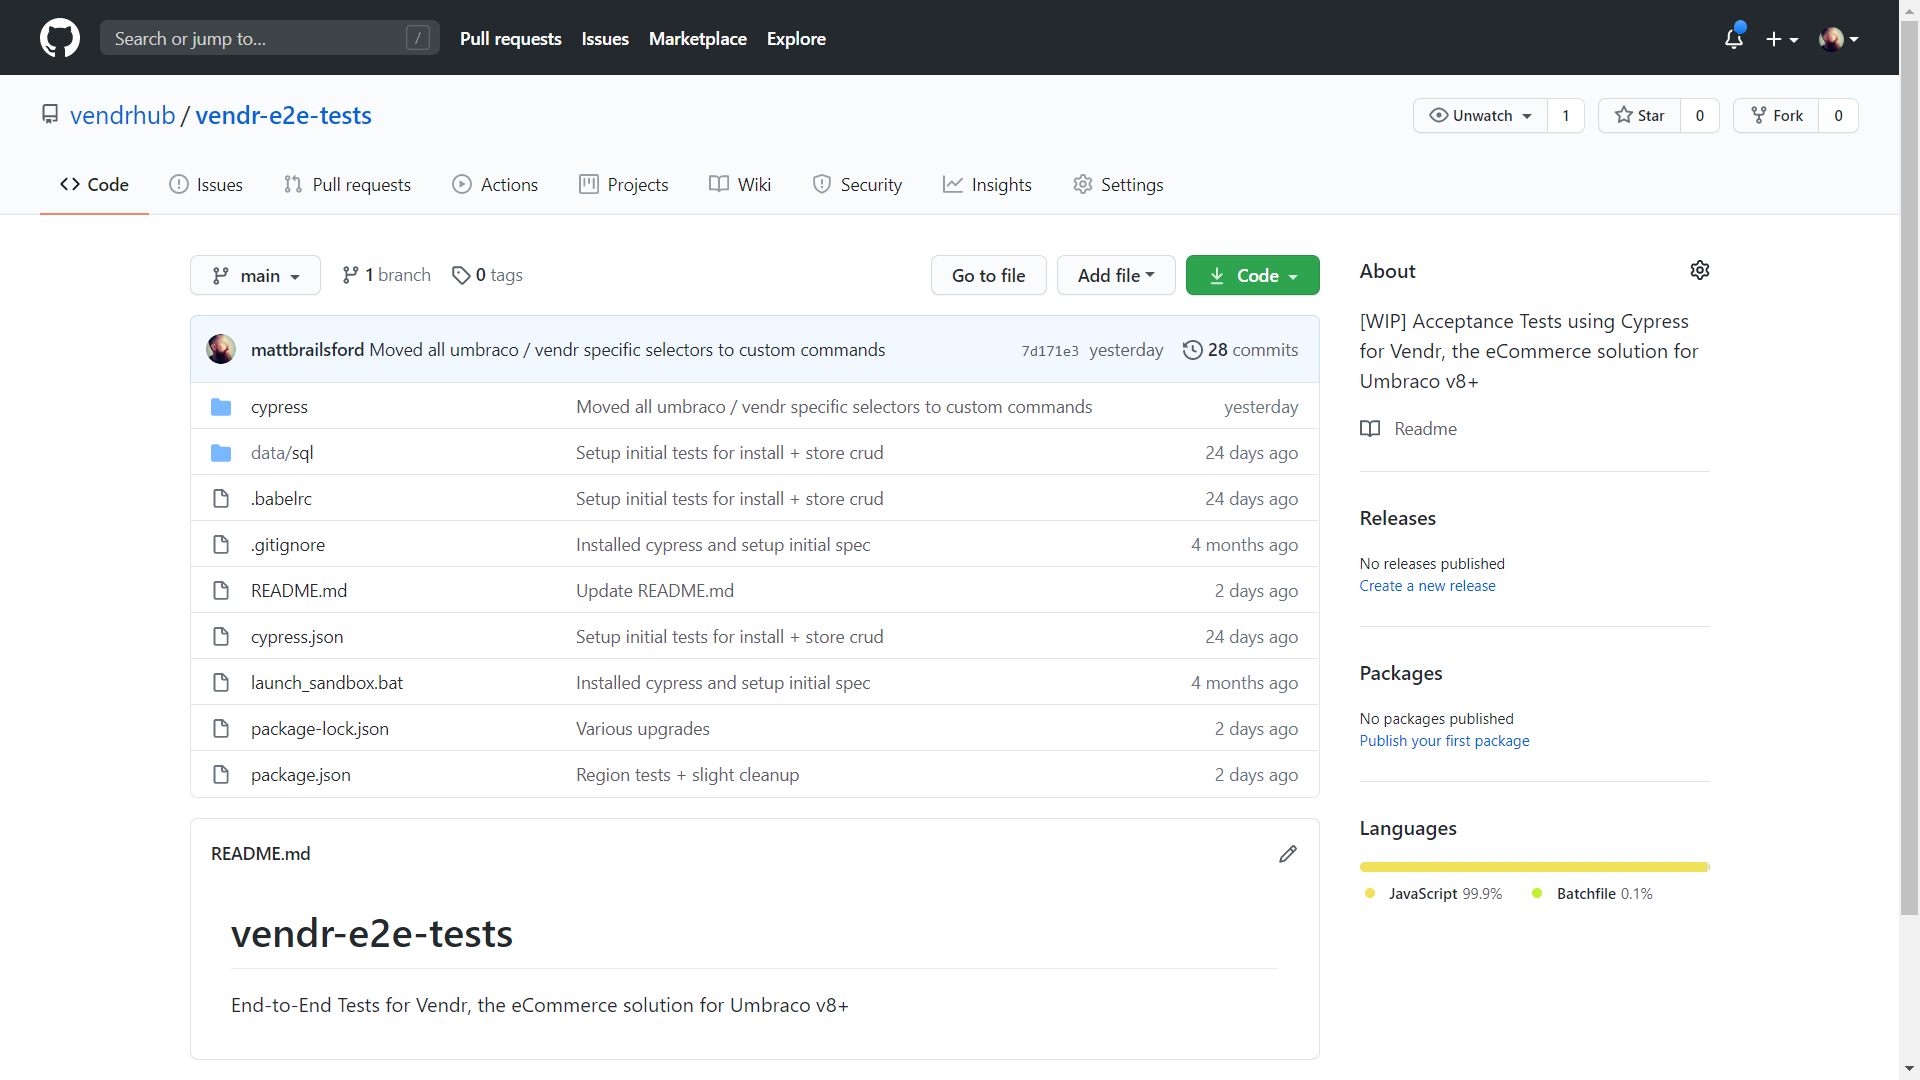 Search or jump to... /
Pull requests Issues Marketplace Explore
vendrhub / vendr-e2e-tests
Unwatch 1 Star 0 Fork 0
Code Issues Pull requests Actions Projects Wiki Security Insights Settings
main 1 branch 0 tags
Go to file Add file Code
mattbrailsford Moved all umbraco / vendr specific selectors to custom commands 7d171e3 yesterday 28 commits
cypress Moved all umbraco / vendr specific selectors to custom commands yesterday
data/sql Setup initial tests for install + store crud 24 days ago
.babelrc Setup initial tests for install + store crud 24 days ago
.gitignore Installed cypress and setup initial spec 4 months ago
README.md Update README.md 2 days ago
cypress.json Setup initial tests for install + store crud 24 days ago
launch_sandbox.bat Installed cypress and setup initial spec 4 months ago
package-lock.json Various upgrades 2 days ago
package.json Region tests + slight cleanup 2 days ago
README.md
vendr-e2e-tests
End-to-End Tests for Vendr, the eCommerce solution for Umbraco v8+
About
[WIP] Acceptance Tests using Cypress
for Vendr, the eCommerce solution for
Umbraco v8+
Readme
Releases
No releases published
Create a new release
Packages
No packages published
Publish your first package
Languages
JavaScript 99.9% Batchfile 0.1%